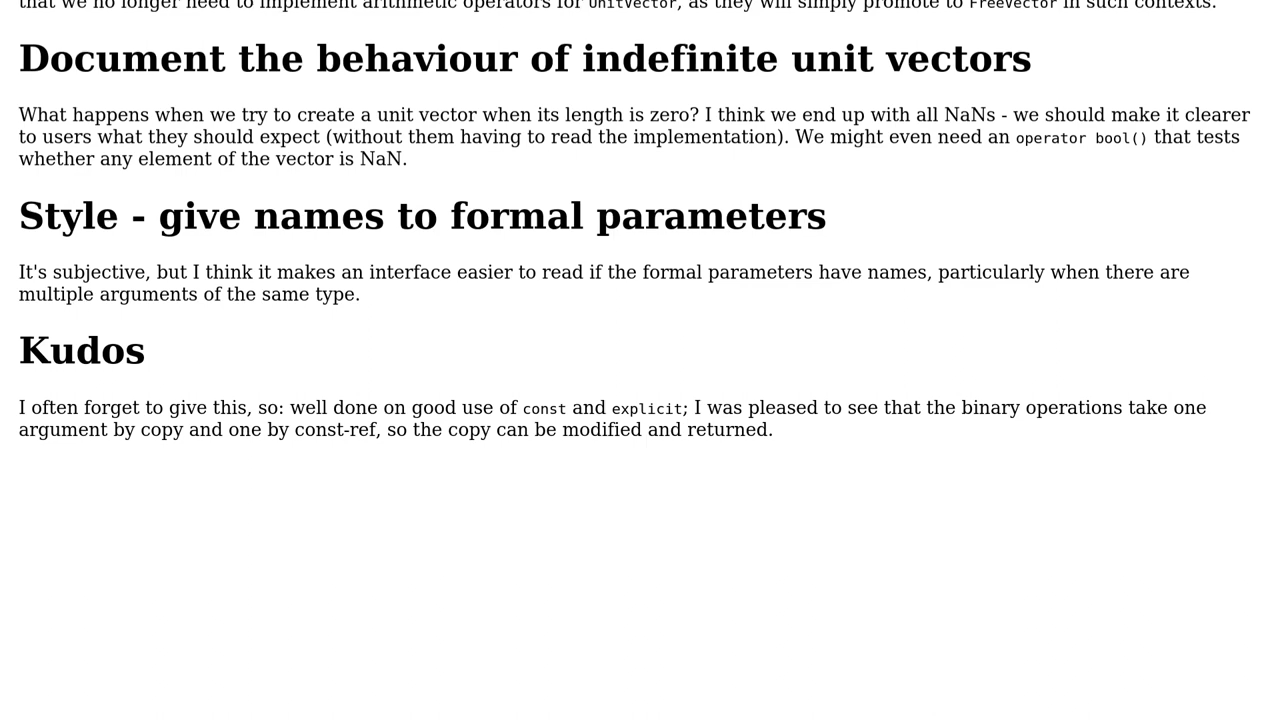 that we no longer need to implement arithmetic operators for UnitVector, as they will simply promote to FreeVector in such contexts.
Document the behaviour of indefinite unit vectors
What happens when we try to create a unit vector when its length is zero? I think we end up with all NaNs - we should make it clearer
to users what they should expect (without them having to read the implementation). We might even need an operator bool() that tests
whether any element of the vector is NaN.
Style - give names to formal parameters
It's subjective, but I think it makes an interface easier to read if the formal parameters have names, particularly when there are
multiple arguments of the same type.
Kudos
I often forget to give this, so: well done on good use of const and explicit; I was pleased to see that the binary operations take one
argument by copy and one by const-ref, so the copy can be modified and returned.